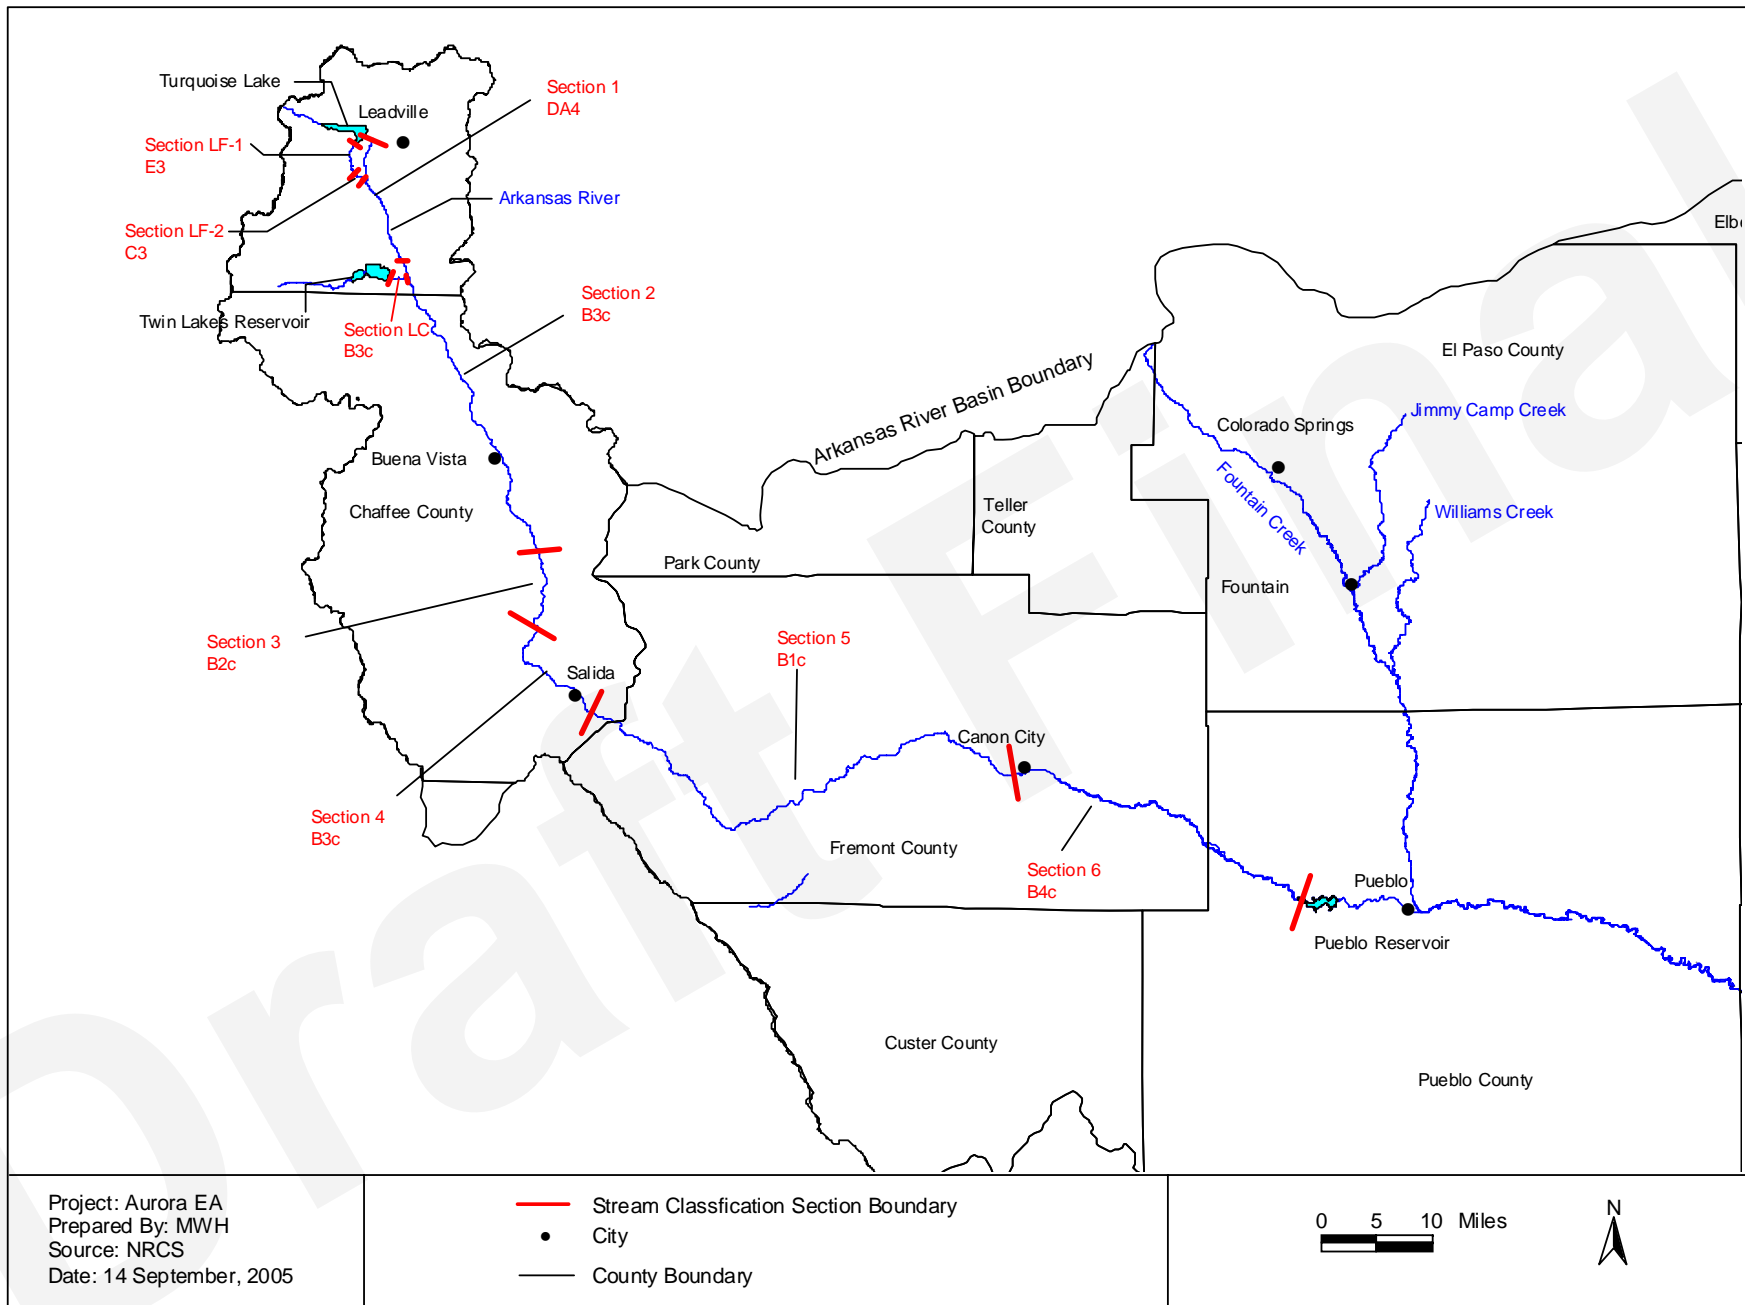 Turquoise Lake
Leadville
Section 1
DA4
Section LF-1
E3
Arkansas River
Section LF-2
C3
Twin Lakes Reservoir
Section LC
B3c
Section 2
B3c
Elb
El Paso County
Arkansas River Basin Boundary
Jimmy Camp Creek
Colorado Springs
Fountain Creek
Williams Creek
Buena Vista
Chaffee County
Teller
County
Park County
Fountain
Section 3
B2c
Section 5
B1c
Salida
Canon City
Section 4
B3c
Fremont County
Section 6
B4c
Pueblo
Pueblo Reservoir
Custer County
Pueblo County
Draft Final
Project: Aurora EA
Prepared By: MWH
Source: NRCS
Date: 14 September, 2005
Stream Classfication Section Boundary
City
County Boundary
0 5 10 Miles
N